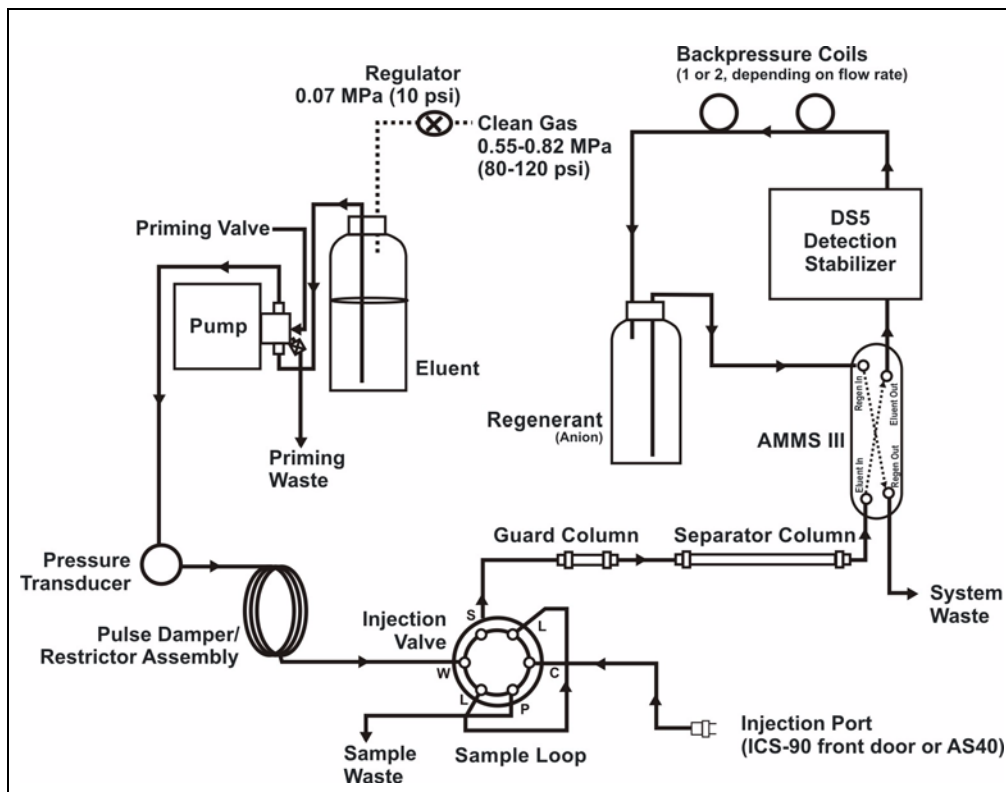 Backpressure Coils
(1 or 2, depending on flow rate)
Regulator
0.07 MPa (10 psi)
Clean Gas
0.55-0.82 MPa
(80-120 psi)
Priming Valve
DS5
Detection
Stabilizer
Pump
Eluent
Regenerant
(Anion)
Regen In
Eluent Out
AMMS III
Eluent In
Regen Out
Priming
Waste
Guard Column
Separator Column
Pressure
Transducer
System
Waste
Pulse Damper/
Restrictor Assembly
Injection
Valve
S
L
W
C
L
P
Injection Port
(ICS-90 front door or AS40)
Sample
Waste
Sample Loop